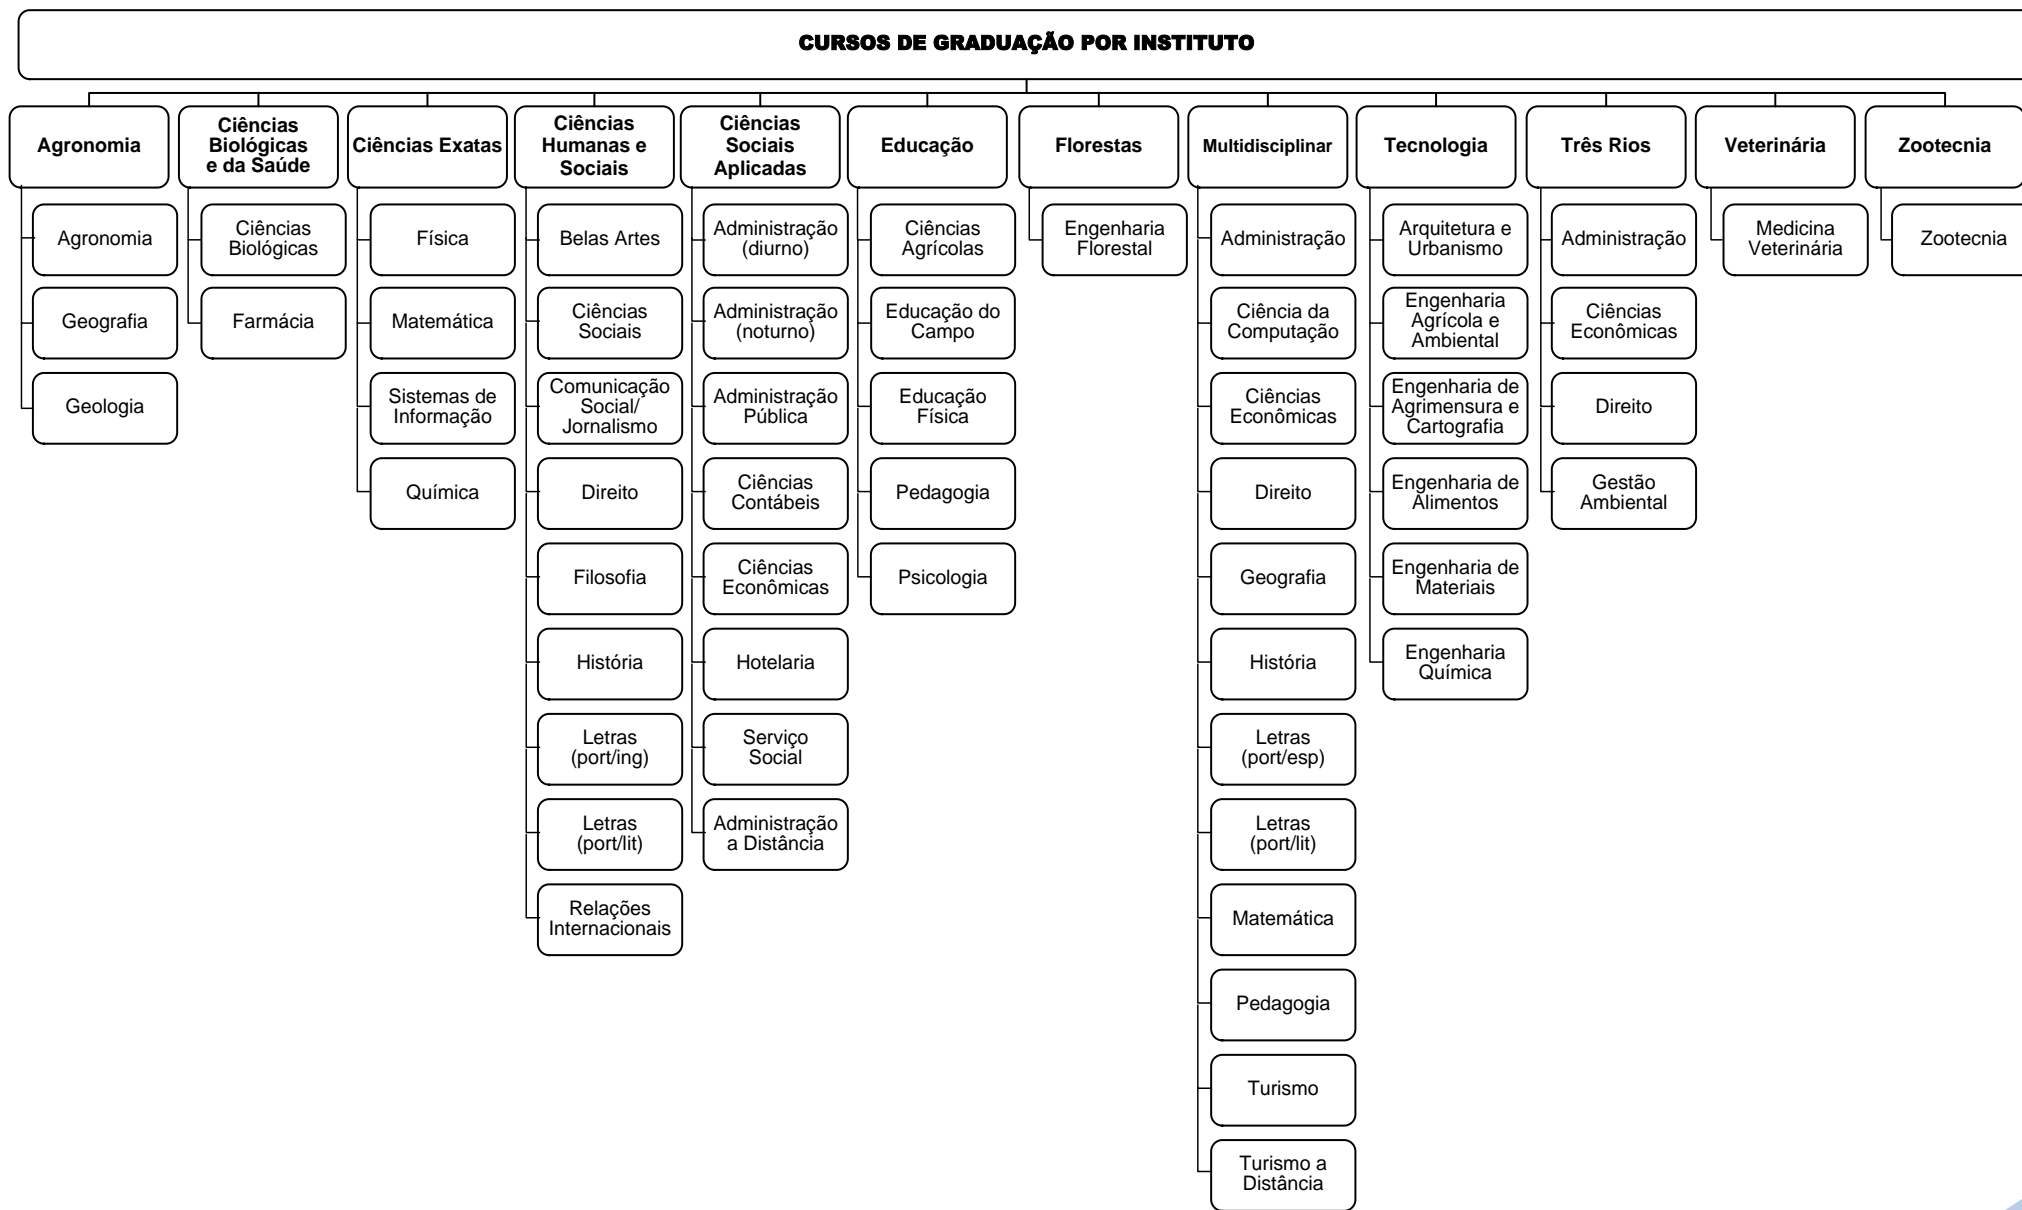 CURSOS DE GRADUAÇÃO POR INSTITUTO
Agronomia
Agronomia
Geografia
Geologia
Ciências
Biológicas
e da Saúde
Ciências
Biológicas
Farmácia
Ciências Exatas
Física
Matemática
Sistemas de
Informação
Química
Ciências
Humanas e
Sociais
Belas Artes
Ciências
Sociais
Comunicação
Social/
Jornalismo
Direito
Filosofia
História
Letras
(port/ing)
Letras
(port/lit)
Relações
Internacionais
Ciências
Sociais
Aplicadas
Administração
(diurno)
Administração
(noturno)
Administração
Pública
Ciências
Contábeis
Ciências
Econômicas
Hotelaria
Serviço
Social
Administração
a Distância
Educação
Ciências
Agrícolas
Educação do
Campo
Educação
Física
Pedagogia
Psicologia
Florestas
Engenharia
Florestal
Multidisciplinar
Administração
Ciência da
Computação
Ciências
Econômicas
Direito
Geografia
História
Letras
(port/esp)
Letras
(port/lit)
Matemática
Pedagogia
Turismo
Turismo a
Distância
Tecnologia
Arquitetura e
Urbanismo
Engenharia
Agrícola e
Ambiental
Engenharia de
Agrimensura e
Cartografia
Engenharia de
Alimentos
Engenharia de
Materiais
Engenharia
Química
Três Rios
Administração
Ciências
Econômicas
Direito
Gestão
Ambiental
Veterinária
Medicina
Veterinária
Zootecnia
Zootecnia